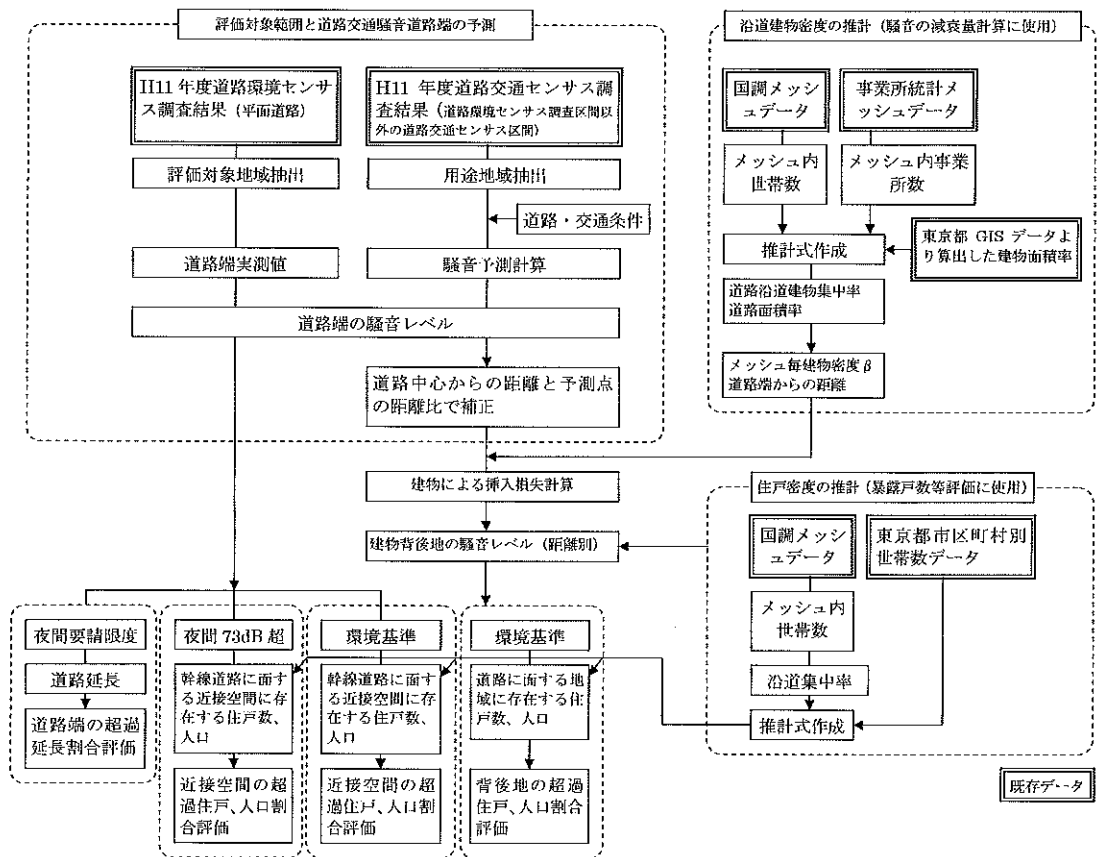 評価対象範囲と道路交通騒音道路端の予測
H11 年度道路環境センサ
ス調査結果（平面道路）
H11 年度道路交通センサス調
査結果（道路環境センサス調査区間以
外の道路交通センサス区間）
評価対象地域抽出
用途地域抽出
道路・交通条件
道路端実測値
騒音予測計算
道路端の騒音レベル
道路中心からの距離と予測点
の距離比で補正
沿道建物密度の推計（騒音の減衰量計算に使用）
国調メッシ
ュデータ
事業所統計メ
ッシュデータ
メッシュ内
世帯数
メッシュ内事業
所数
推計式作成
東京都 GIS データよ
り算出した建物面積率
道路沿道建物集中率
道路面積率
メッシュ毎建物密度β
道路端からの距離
建物による挿入損失計算
建物背後地の騒音レベル（距離別）
住戸密度の推計（暴露戸数等評価に使用）
国調メッシ
ュデータ
東京都市区町村別
世帯数データ
メッシュ内
世帯数
沿道集中率
推計式作成
夜間要請限度
道路延長
道路端の超過
延長割合評価
夜間 73dB 超
幹線道路に面す
る近接空間に存
在する住戸数、
人口
近接空間の超
過住戸、人口割
合評価
環境基準
幹線道路に面す
る近接空間に存
在する住戸数、
人口
近接空間の超
過住戸、人口割
合評価
環境基準
道路に面する地
域に存在する住
戸数、人口
背後地の超過
住戸、人口割合
評価
既存データ